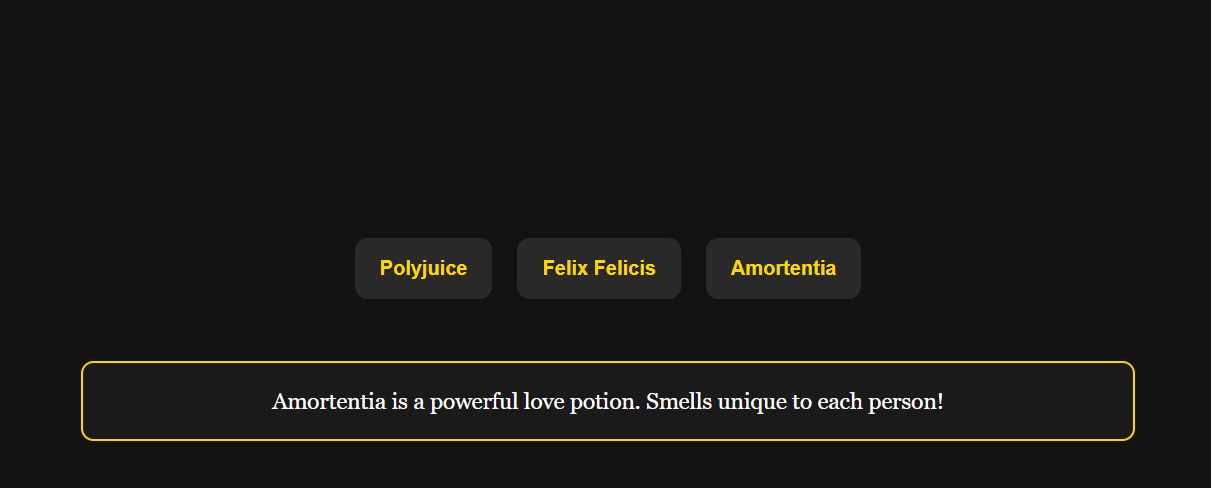 Polyjuice Felix Felicis Amortentia
Amortentia is a powerful love potion. Smells unique to each person!